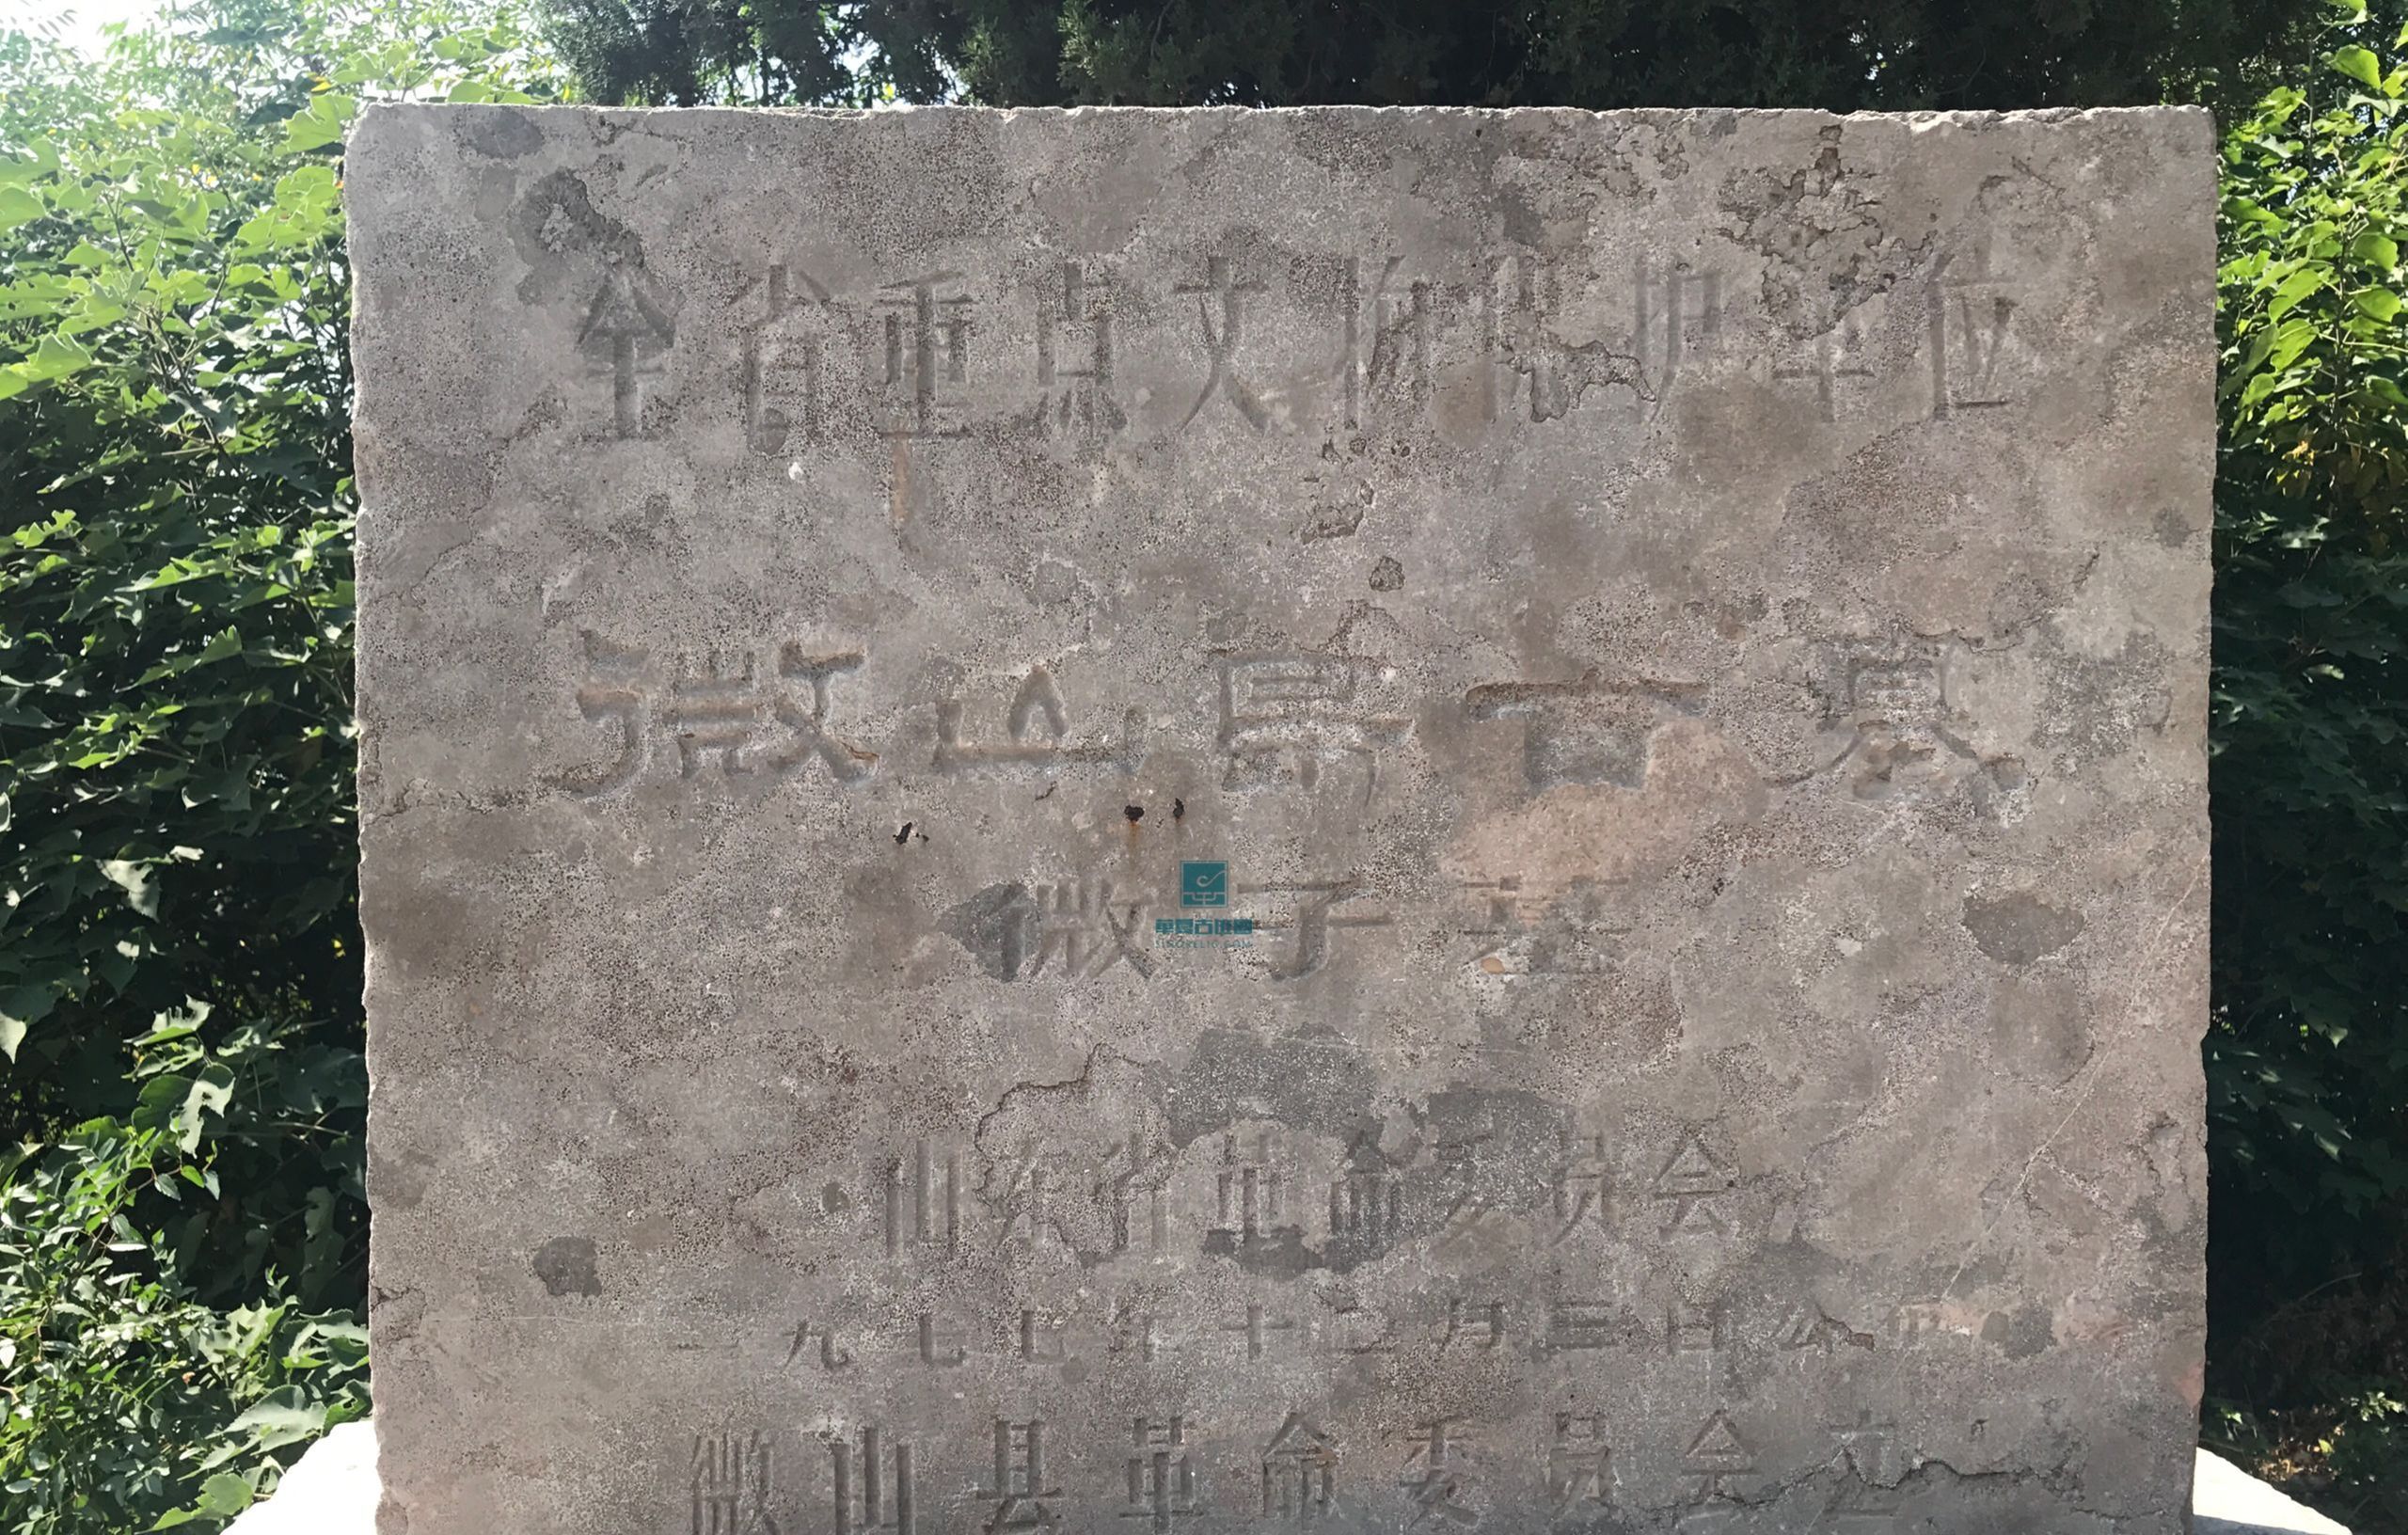 全省重点文物保护单位
微山島古墓
微子墓
山东省革命委员会
一九七七年十二月三日公布
微山县革命委员会立